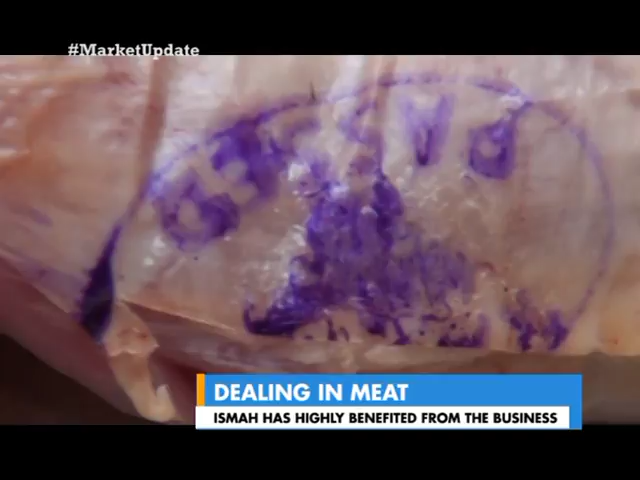 #MarketUpdate
DEALING IN MEAT
ISMAH HAS HIGHLY BENEFITED FROM THE BUSINESS